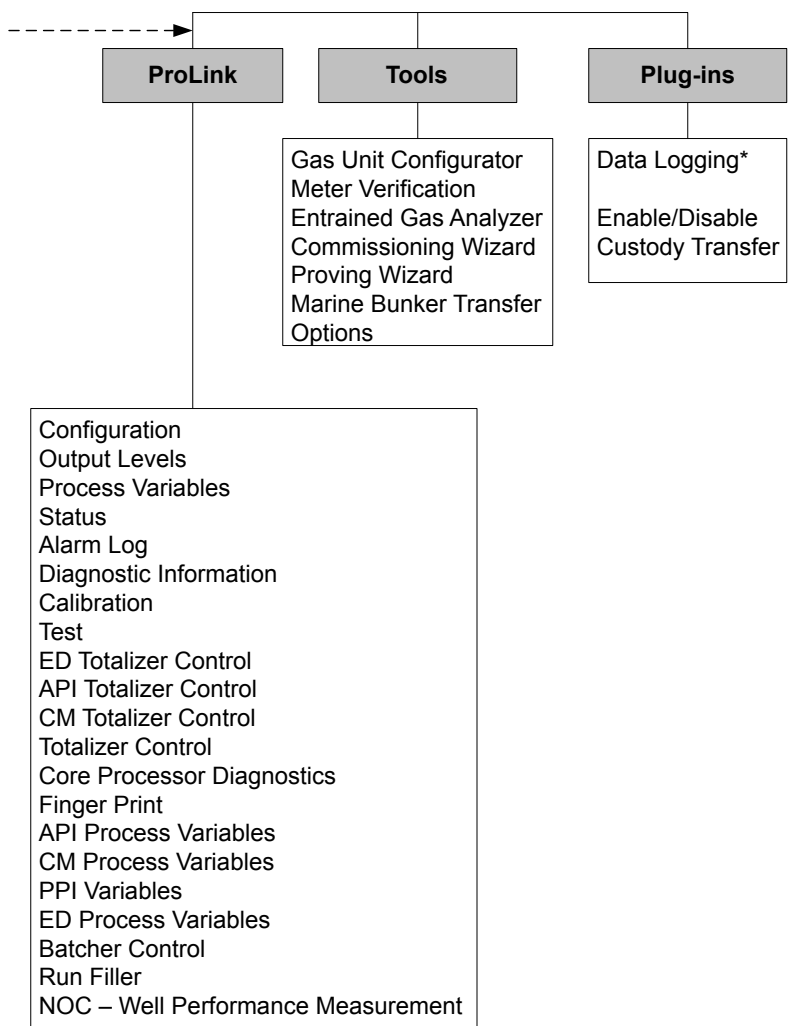 ProLink
Tools
Plug-ins
Gas Unit Configurator
Meter Verification
Entrained Gas Analyzer
Commissioning Wizard
Proving Wizard
Marine Bunker Transfer
Options
Data Logging*
Enable/Disable
Custody Transfer
Configuration
Output Levels
Process Variables
Status
Alarm Log
Diagnostic Information
Calibration
Test
ED Totalizer Control
API Totalizer Control
CM Totalizer Control
Totalizer Control
Core Processor Diagnostics
Finger Print
API Process Variables
CM Process Variables
PPI Variables
ED Process Variables
Batcher Control
Run Filler
NOC – Well Performance Measurement